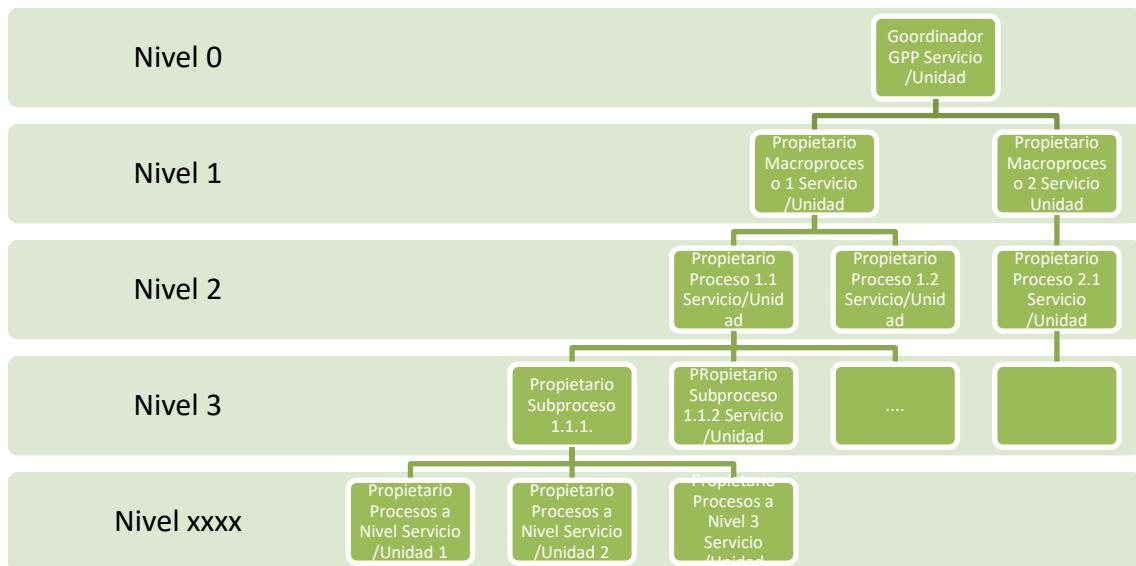 Nivel 0
Goordinador
GPP Servicio
/Unidad
Nivel 1
Propietario
Macroproces
o 1 Servicio
/Unidad
Propietario
Macroproces
o 2 Servicio
Unidad
Nivel 2
Propietario
Proceso 1.1
Servicio/Unid
ad
Propietario
Proceso 1.2
Servicio/Unid
ad
Propietario
Proceso 2.1
Servicio
/Unidad
Nivel 3
Propietario
Subproceso
1.1.1.
PRopietario
Subproceso
1.1.2 Servicio
/Unidad
....
Nivel xxxx
Propietario
Procesos a
Nivel Servicio
/Unidad 1
Propietario
Procesos a
Nivel Servicio
/Unidad 2
Propietario
Procesos a
Nivel 3
Servicio
/Unidad